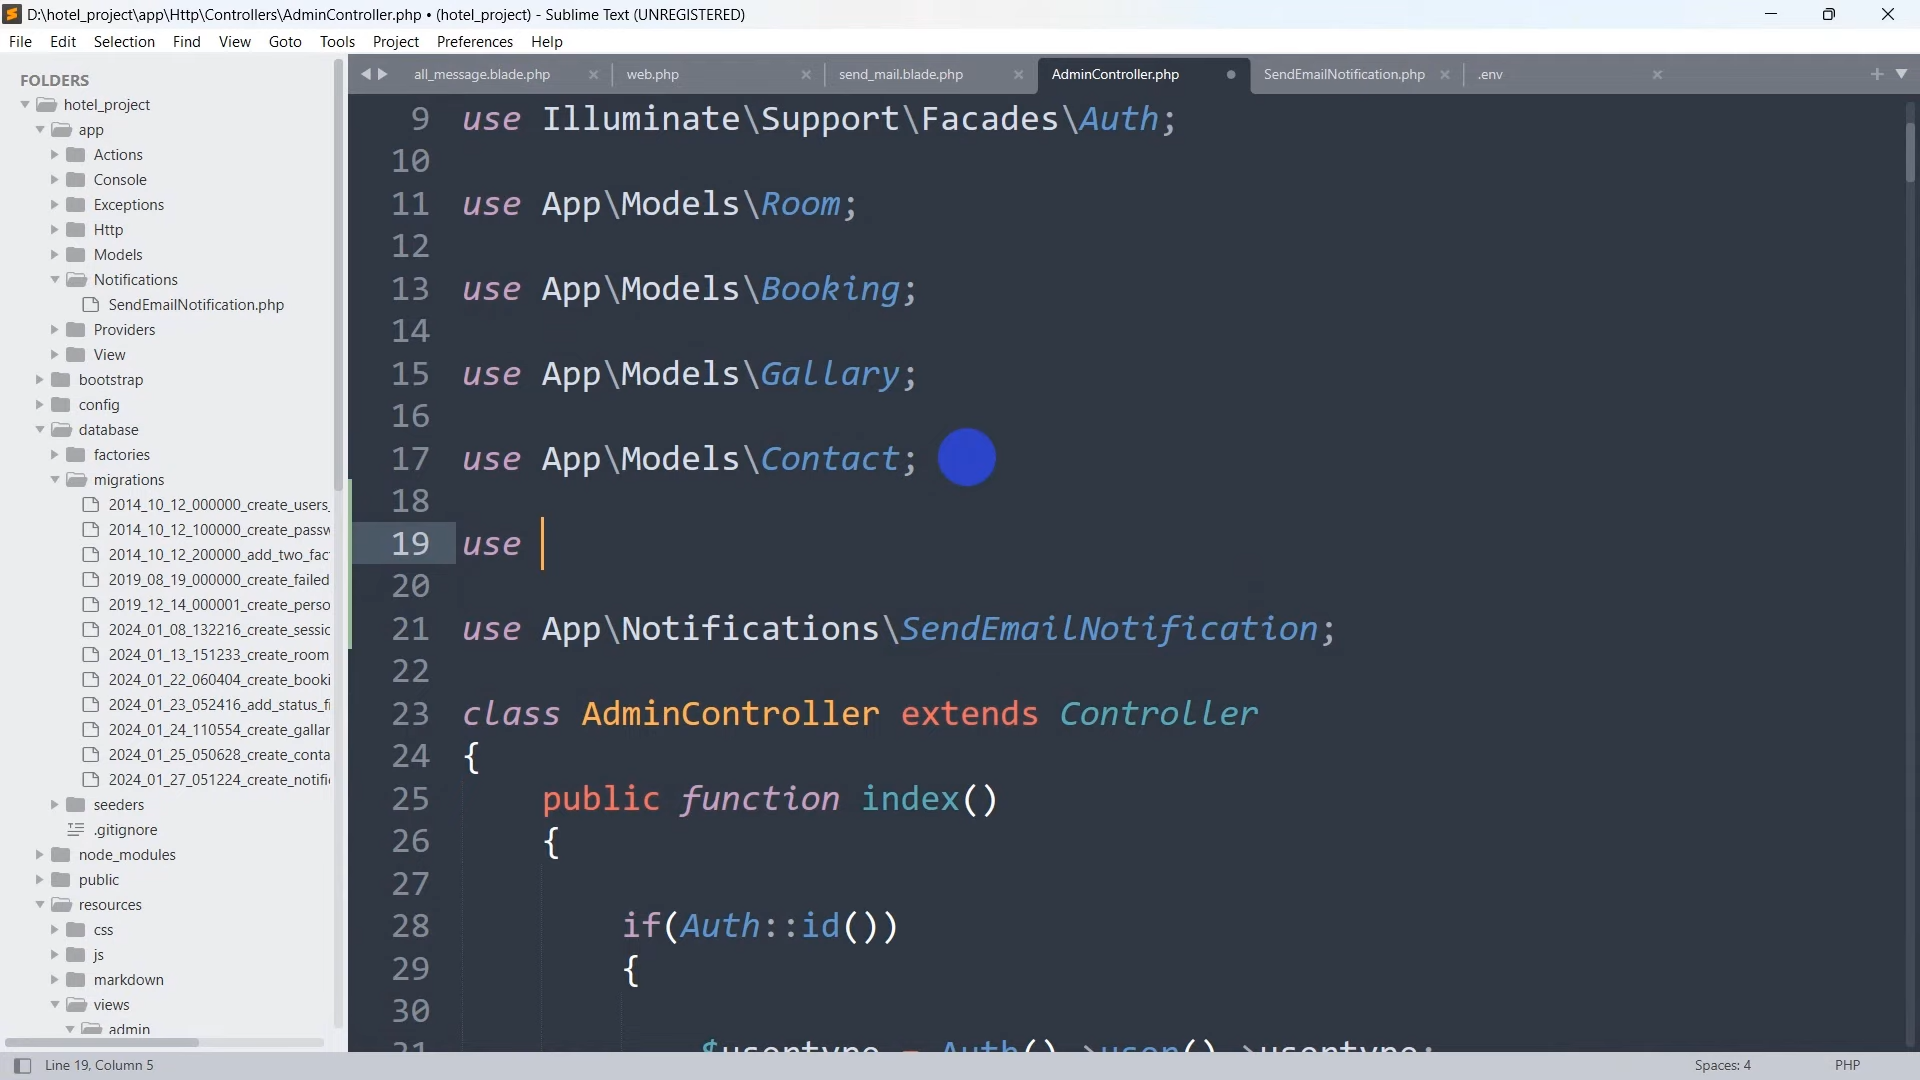 D:\hotel_project\app\Http\Controllers\AdminController.php • (hotel_project) - Sublime Text (UNREGISTERED)
File Edit Selection Find View Goto Tools Project Preferences Help
FOLDERS
hotel_project
app
Actions
Console
Exceptions
Http
Models
Notifications
SendEmailNotification.php
Providers
View
bootstrap
config
database
factories
migrations
2014_10_12_000000_create_users_
2014_10_12_100000_create_passw
2014_10_12_200000_add_two_fac
2019_08_19_000000_create_failed
2019_12_14_000001_create_perso
2024_01_08_132216_create_sessio
2024_01_13_151233_create_room
2024_01_22_060404_create_booki
2024_01_23_052416_add_status_fi
2024_01_24_110554_create_gallar
2024_01_25_050628_create_conta
2024_01_27_051224_create_notifi
seeders
.gitignore
node_modules
public
resources
css
js
markdown
views
admin
all_message.blade.php web.php send_mail.blade.php AdminController.php SendEmailNotification.php .env
9 use Illuminate\Support\Facades\Auth;
10
11 use App\Models\Room;
12
13 use App\Models\Booking;
14
15 use App\Models\Gallary;
16
17 use App\Models\Contact;
18
19 use
20
21 use App\Notifications\SendEmailNotification;
22
23 class AdminController extends Controller
24 {
25 public function index()
26 {
27
28 if(Auth::id())
29 {
30
31 $usertype = Auth()->user()->usertype;
Line 19, Column 5 Spaces: 4 PHP